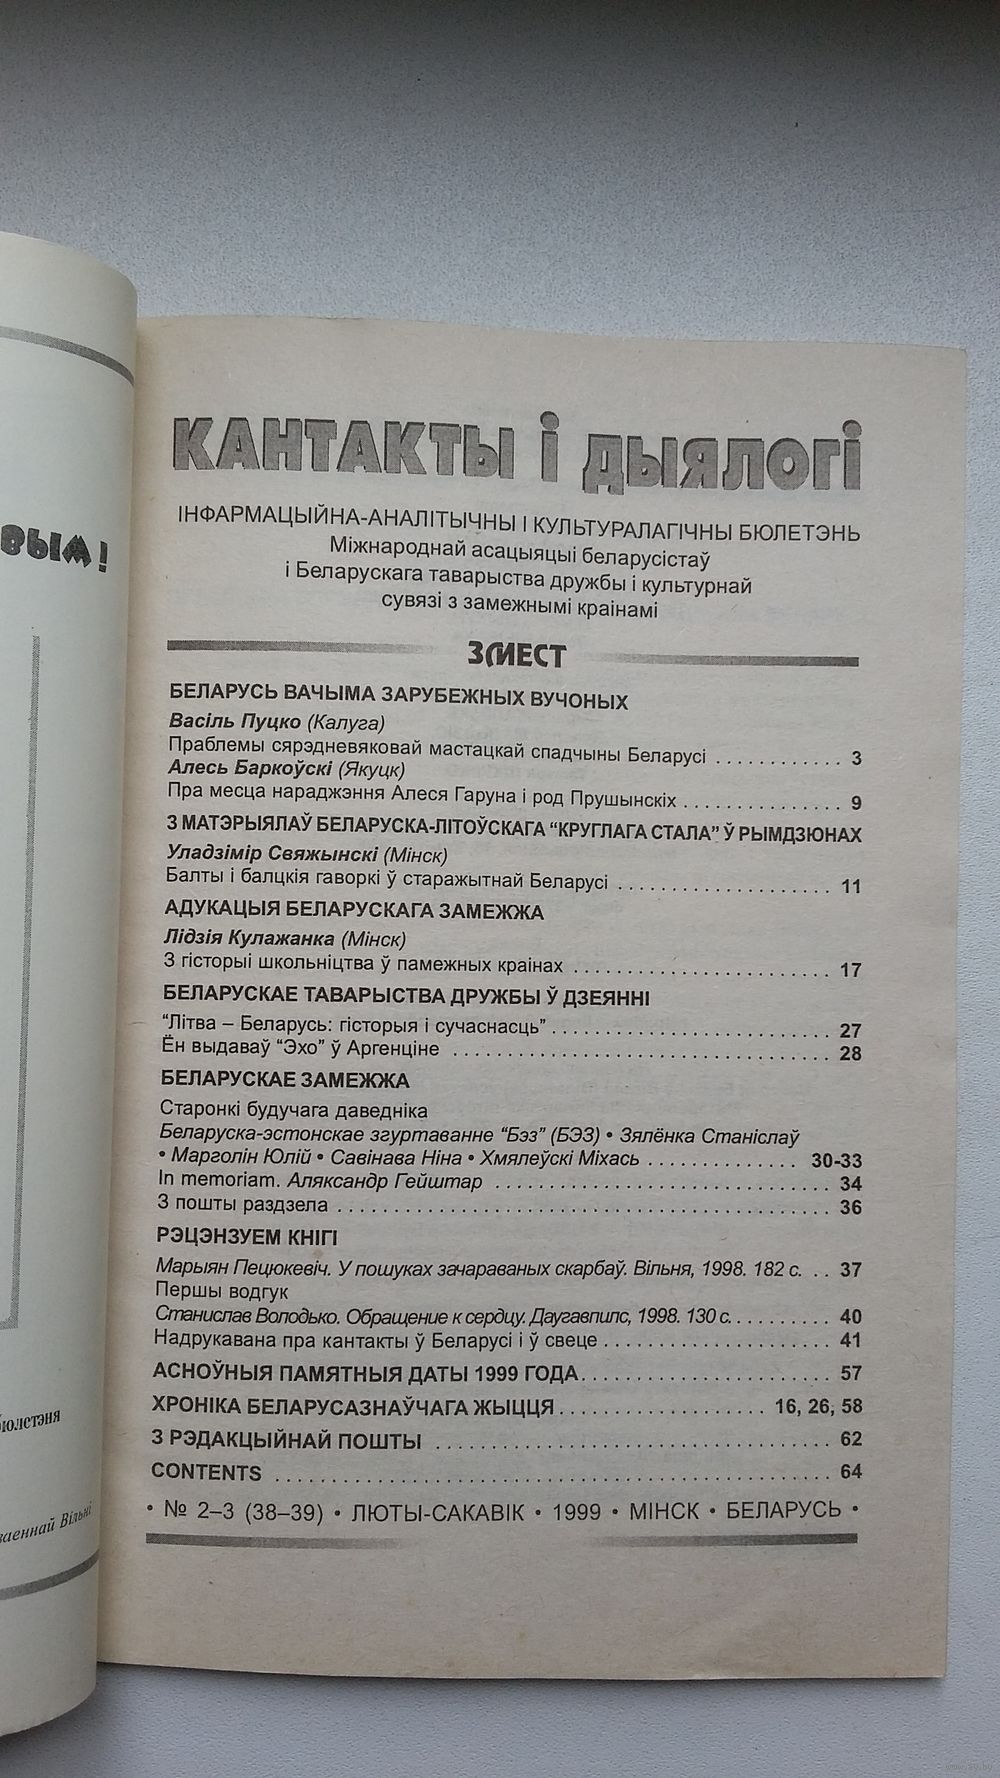 вым!
бюлетэня
ваеннай Вільні
КАНТАКТЫ І ДЫЯЛОГІ
ІНФАРМАЦЫЙНА-АНАЛІТЫЧНЫ І КУЛЬТУРАЛАГІЧНЫ БЮЛЕТЭНЬ
Міжнароднай асацыяцыі беларусістаў
і Беларускага таварыства дружбы і культурнай
сувязі з замежнымі краінамі
ЗМЕСТ
БЕЛАРУСЬ ВАЧЫМА ЗАРУБЕЖНЫХ ВУЧОНЫХ
Васіль Пуцко (Калуга)
Праблемы сярэдневяковай мастацкай спадчыны Беларусі . . . . . . . . . . . . 3
Алесь Баркоўскі (Якуцк)
Пра месца нараджэння Алеся Гаруна і род Прушынскіх . . . . . . . . . . . . . . . 9
З МАТЭРЫЯЛАЎ БЕЛАРУСКА-ЛІТОЎСКАГА “КРУГЛАГА СТАЛА” Ў РЫМДЗЮНАХ
Уладзімір Свяжынскі (Мінск)
Балты і балцкія гаворкі ў старажытнай Беларусі . . . . . . . . . . . . . . . . . . . . 11
АДУКАЦЫЯ БЕЛАРУСКАГА ЗАМЕЖЖА
Лідзія Кулажанка (Мінск)
З гісторыі школьніцтва ў памежных краінах . . . . . . . . . . . . . . . . . . . . . . . . 17
БЕЛАРУСКАЕ ТАВАРЫСТВА ДРУЖБЫ Ў ДЗЕЯННІ
“Літва – Беларусь: гісторыя і сучаснасць” . . . . . . . . . . . . . . . . . . . . . . . . . . 27
Ён выдаваў “Эхо” ў Аргенціне . . . . . . . . . . . . . . . . . . . . . . . . . . . . . . . . . . . 28
БЕЛАРУСКАЕ ЗАМЕЖЖА
Старонкі будучага даведніка
Беларуска-эстонскае згуртаванне “Бэз” (БЭЗ) • Зялёнка Станіслаў
• Марголін Юлій • Савінава Ніна • Хмялеўскі Міхась . . . . . . . . . . . . . . 30-33
In memoriam. Аляксандр Гейштар . . . . . . . . . . . . . . . . . . . . . . . . . . . . . . . 34
З пошты раздзела . . . . . . . . . . . . . . . . . . . . . . . . . . . . . . . . . . . . . . . . . . . . . 36
РЭЦЭНЗУЕМ КНІГІ
Марыян Пецюкевіч. У пошуках зачараваных скарбаў. Вільня, 1998. 182 с. . . 37
Першы водгук
Станислав Володько. Обращение к сердцу. Даугавпилс, 1998. 130 с. . . . . . . . . . 40
Надрукавана пра кантакты ў Беларусі і ў свеце . . . . . . . . . . . . . . . . . . . . . 41
АСНОЎНЫЯ ПАМЯТНЫЯ ДАТЫ 1999 ГОДА. . . . . . . . . . . . . . . . . . . . . . . 57
ХРОНІКА БЕЛАРУСАЗНАЎЧАГА ЖЫЦЦЯ . . . . . . . . . . . . . . . . . . . 16, 26, 58
З РЭДАКЦЫЙНАЙ ПОШТЫ . . . . . . . . . . . . . . . . . . . . . . . . . . . . . . . . . . . . 62
CONTENTS . . . . . . . . . . . . . . . . . . . . . . . . . . . . . . . . . . . . . . . . . . . . . . . . . . . 64
• № 2–3 (38–39) • ЛЮТЫ-САКАВІК • 1999 • МІНСК • БЕЛАРУСЬ •